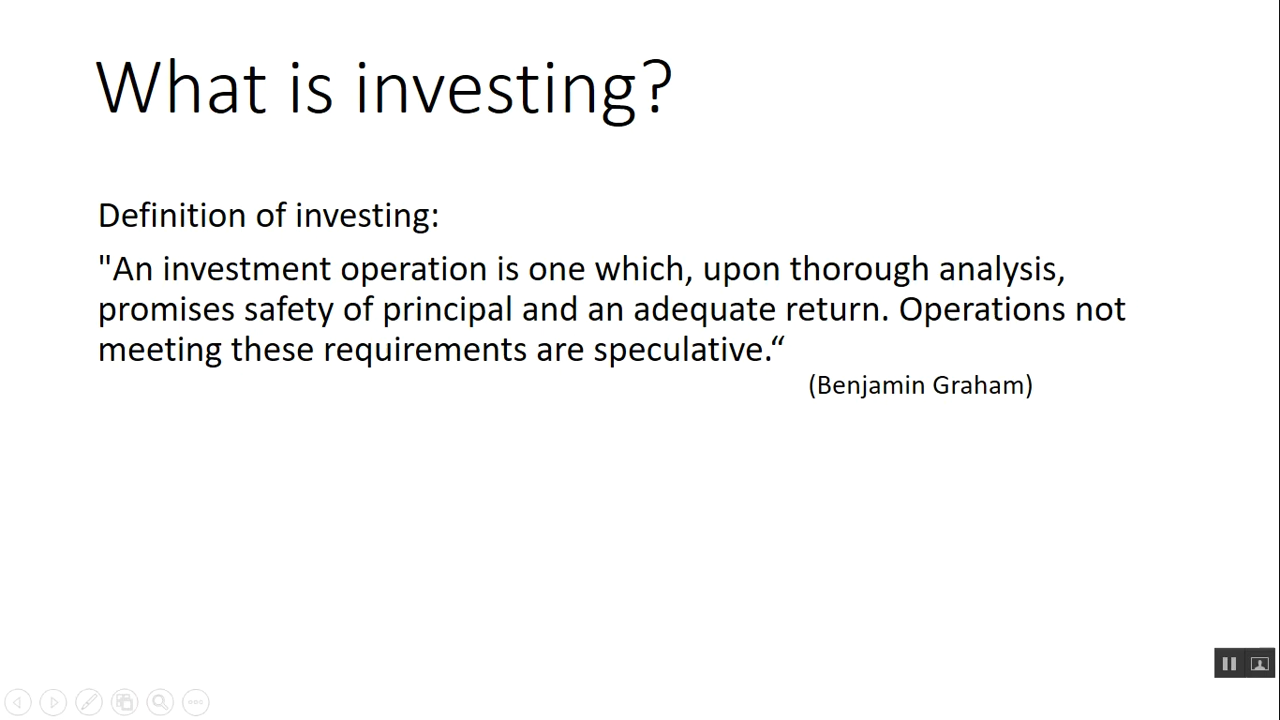 What is investing?
Definition of investing:
"An investment operation is one which, upon thorough analysis,
promises safety of principal and an adequate return. Operations not
meeting these requirements are speculative.“
(Benjamin Graham)